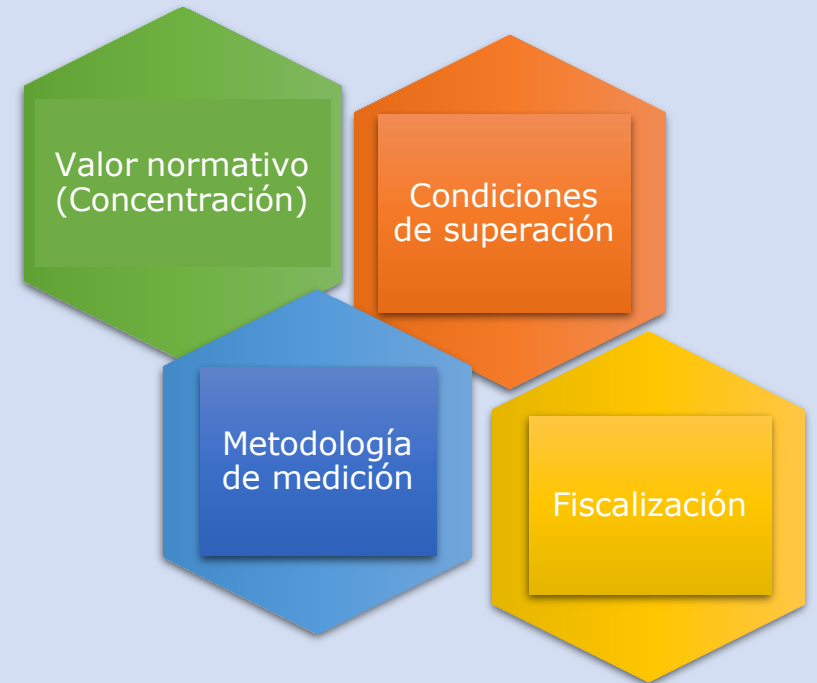 Valor normativo
(Concentración)
Condiciones
de superación
Metodología
de medición
Fiscalización